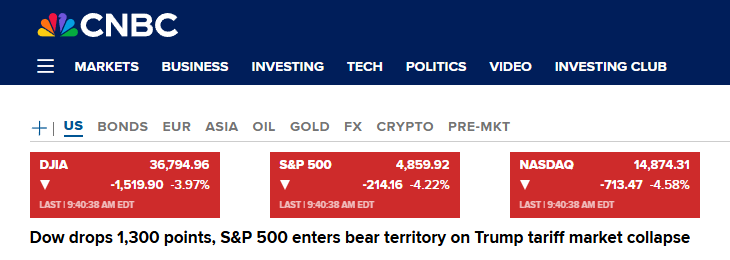 CNBC
MARKETS BUSINESS INVESTING TECH POLITICS VIDEO INVESTING CLUB
+ | US BONDS EUR ASIA OIL GOLD FX CRYPTO PRE-MKT
DJIA 36,794.96 S&P 500 4,859.92 NASDAQ 14,874.31
▼ -1,519.90 -3.97% ▼ -214.16 -4.22% ▼ -713.47 -4.58%
LAST | 9:40:38 AM EDT LAST | 9:40:38 AM EDT LAST | 9:40:38 AM EDT
Dow drops 1,300 points, S&P 500 enters bear territory on Trump tariff market collapse